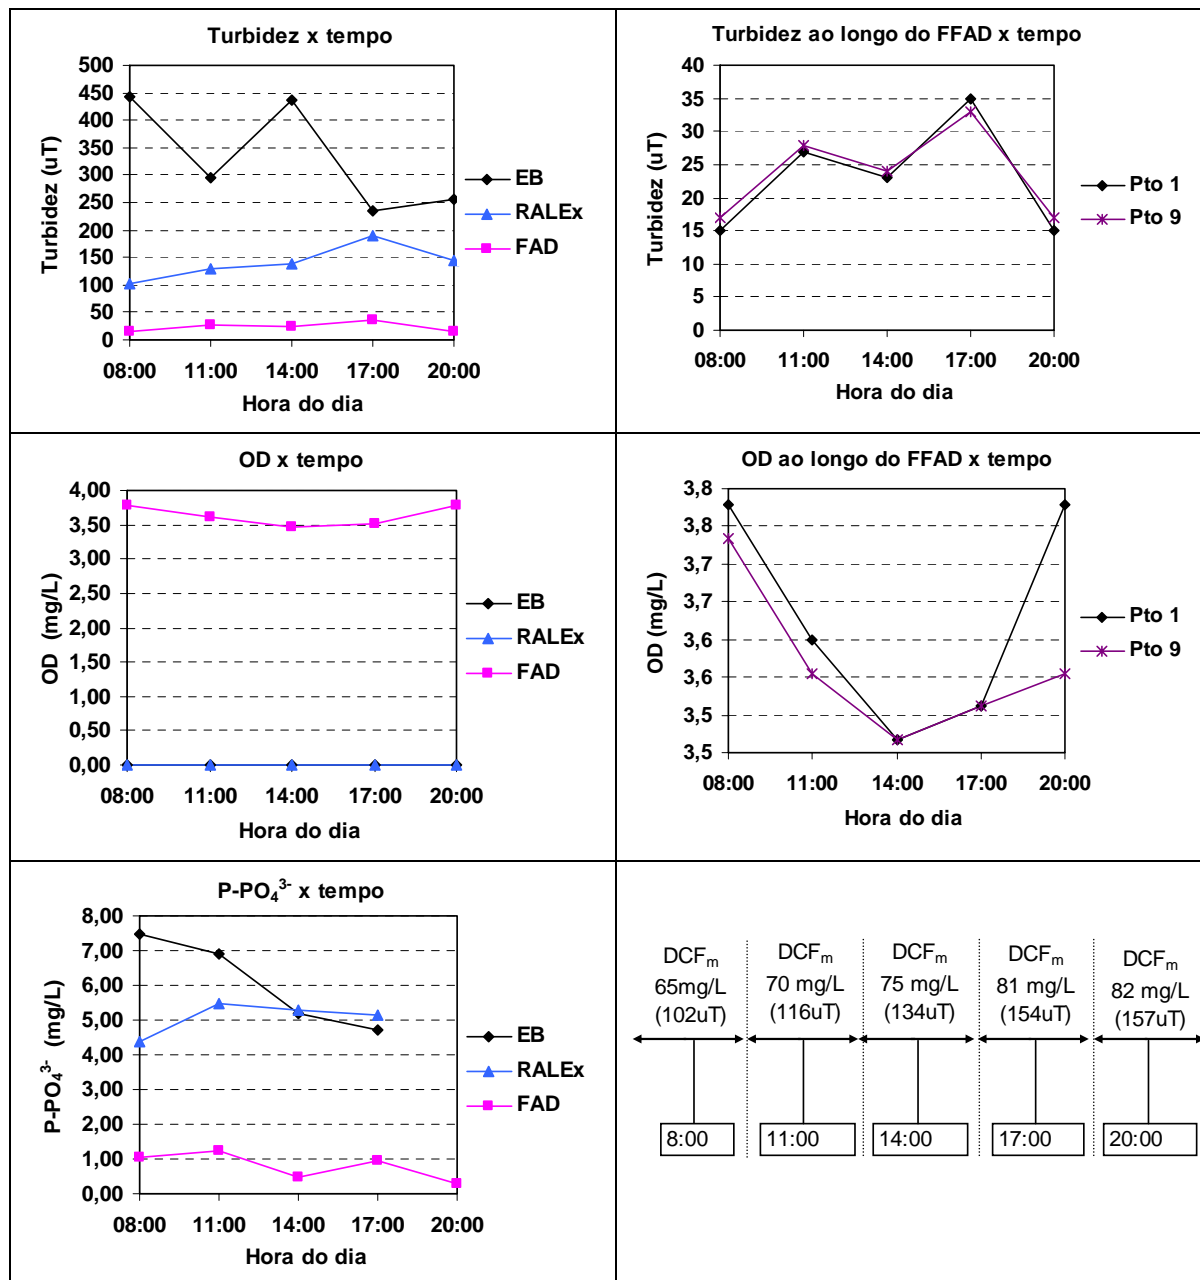 Turbidez x tempo
500
450
400
350
300
250
200
150
100
50
0
Turbidez (uT)
08:00 11:00 14:00 17:00 20:00
Hora do dia
EB
RALEx
FAD
Turbidez ao longo do FFAD x tempo
40
35
30
25
20
15
10
5
0
Turbidez (uT)
08:00 11:00 14:00 17:00 20:00
Hora do dia
Pto 1
Pto 9
OD x tempo
4,00
3,50
3,00
2,50
2,00
1,50
1,00
0,50
0,00
OD (mg/L)
08:00 11:00 14:00 17:00 20:00
Hora do dia
EB
RALEx
FAD
OD ao longo do FFAD x tempo
3,8
3,8
3,7
3,7
3,6
3,6
3,5
3,5
OD (mg/L)
08:00 11:00 14:00 17:00 20:00
Hora do dia
Pto 1
Pto 9
P-PO₄³⁻ x tempo
8,00
7,00
6,00
5,00
4,00
3,00
2,00
1,00
0,00
P-PO₄³⁻ (mg/L)
08:00 11:00 14:00 17:00 20:00
Hora do dia
EB
RALEx
FAD
DCFₘ DCFₘ DCFₘ DCFₘ DCFₘ
65mg/L 70 mg/L 75 mg/L 81 mg/L 82 mg/L
(102uT) (116uT) (134uT) (154uT) (157uT)
8:00 11:00 14:00 17:00 20:00